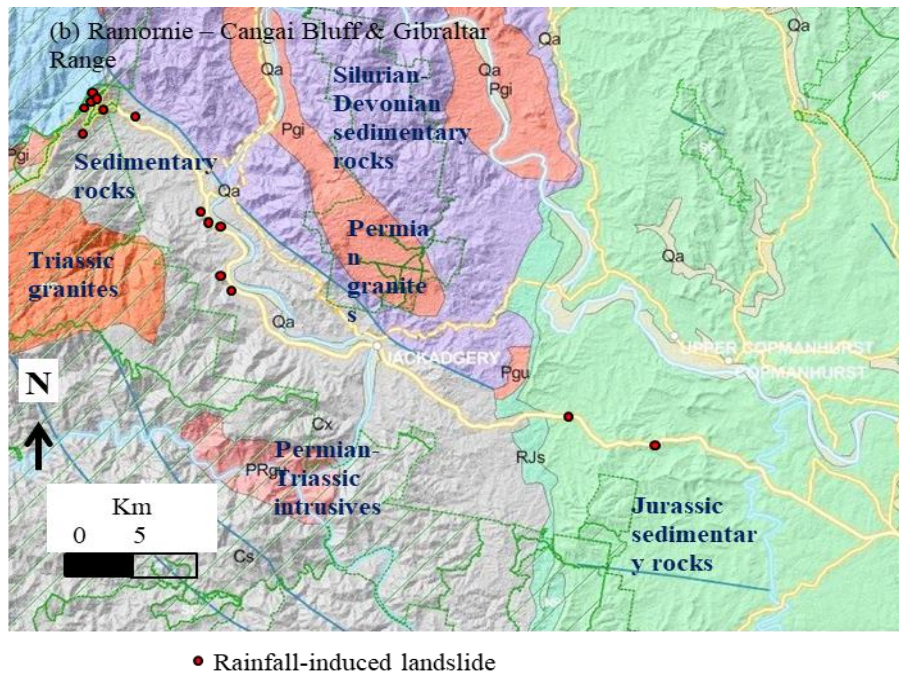 (b) Ramornie – Cangai Bluff & Gibraltar
Range
Qa
Qa
Qa
Qa
Qa
Silurian-
Devonian
sedimentary
rocks
Pgi
Pgi
Pgi
Sedimentary
rocks
Qa
Permia
n
granite
s
Qa
Triassic
granites
Qa
JACKADGERY
UPPER COPMANHURST
COPMANHURST
Pgu
N
Cx
PRg
Permian-
Triassic
intrusives
RJs
Km
0 5
Cs
Jurassic
sedimentar
y rocks
Rainfall-induced landslide